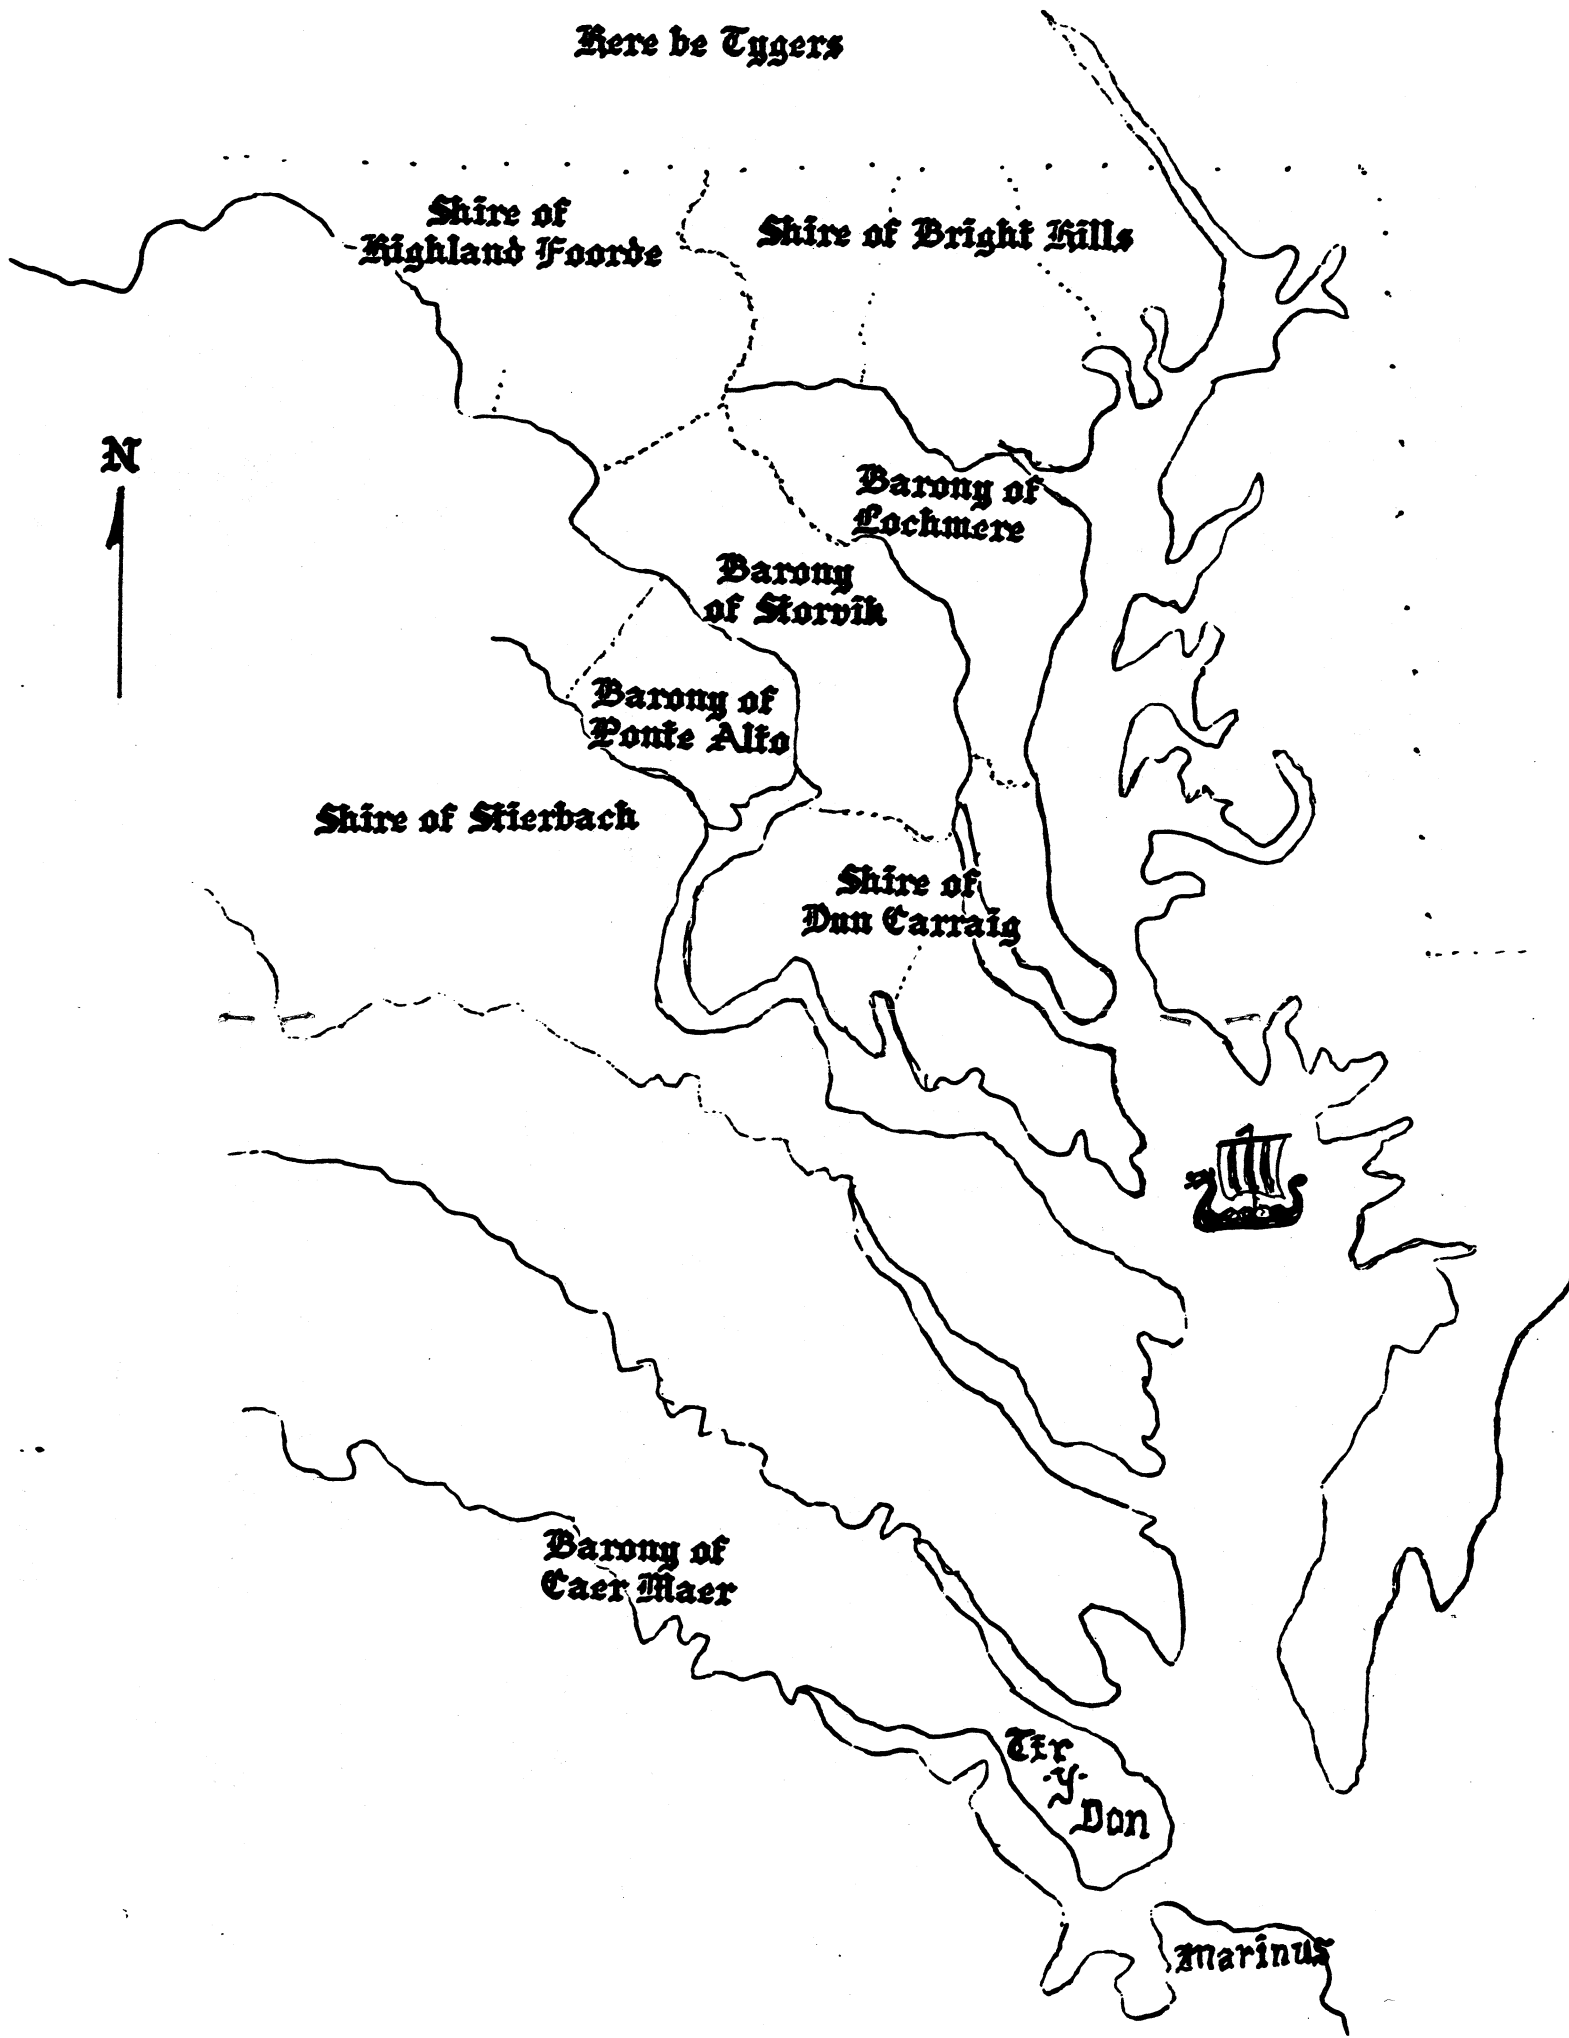 Here be Tygers
Shire of
Highland Foorde
Shire of Bright Hills
N
Barony of
Lochmere
Barony
of Storvik
Barony of
Ponte Alto
Shire of Stierbach
Shire of
Dun Carraig
Barony of
Caer Maer
Tir
·y·
Don
Marinus